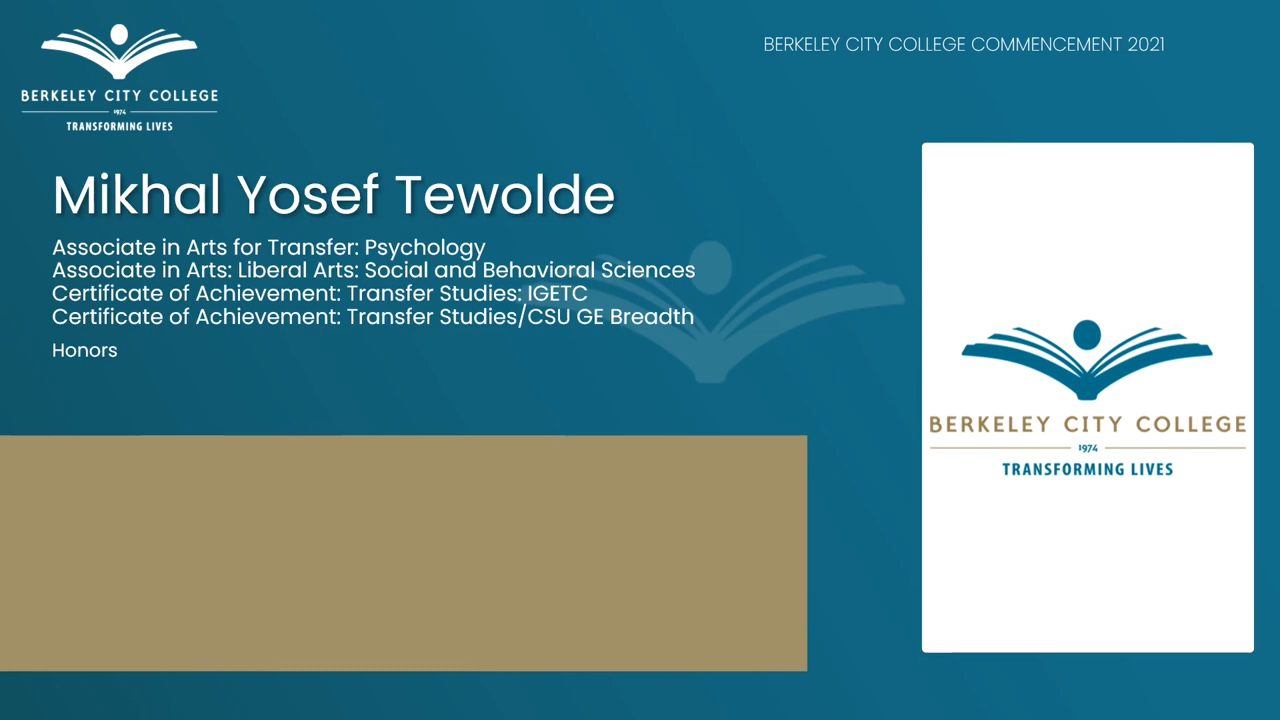 BERKELEY CITY COLLEGE
1974
TRANSFORMING LIVES
BERKELEY CITY COLLEGE COMMENCEMENT 2021
Mikhal Yosef Tewolde
Associate in Arts for Transfer: Psychology
Associate in Arts: Liberal Arts: Social and Behavioral Sciences
Certificate of Achievement: Transfer Studies: IGETC
Certificate of Achievement: Transfer Studies/CSU GE Breadth
Honors
BERKELEY CITY COLLEGE
1974
TRANSFORMING LIVES